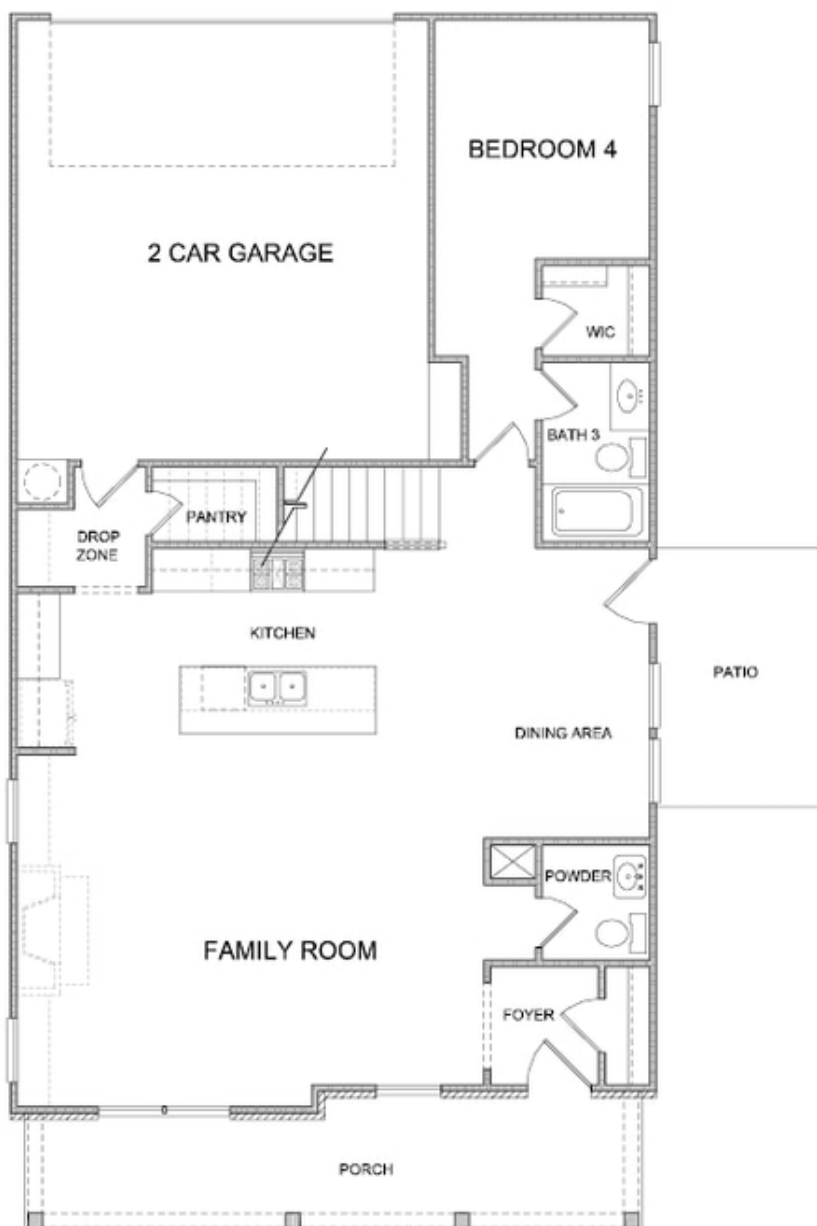 BEDROOM 4
2 CAR GARAGE
WIC
BATH 3
PANTRY
DROP
ZONE
KITCHEN
PATIO
DINING AREA
POWDER
FAMILY ROOM
FOYER
PORCH